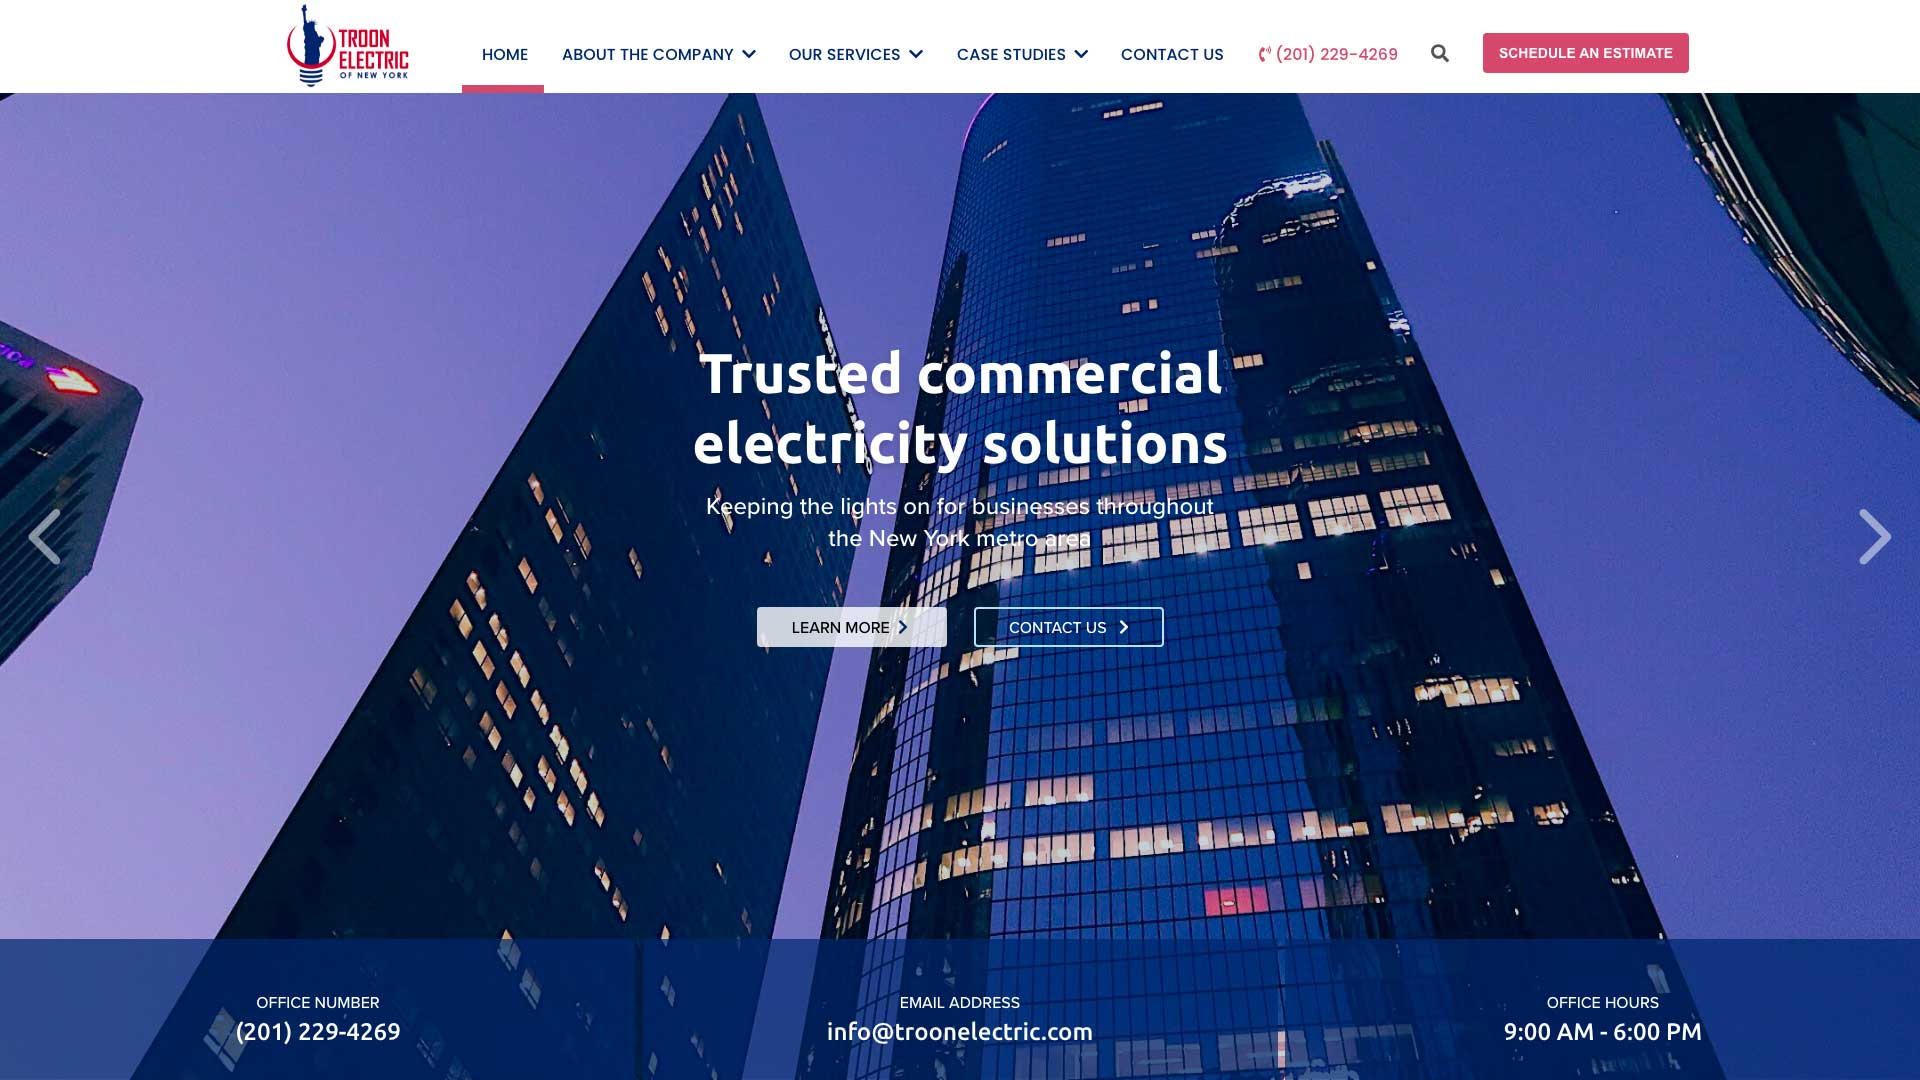 TROON
ELECTRIC
OF NEW YORK
HOME
ABOUT THE COMPANY
OUR SERVICES
CASE STUDIES
CONTACT US
(201) 229-4269
SCHEDULE AN ESTIMATE
Trusted commercial
electricity solutions
Keeping the lights on for businesses throughout
the New York metro area
LEARN MORE
CONTACT US
OFFICE NUMBER
(201) 229-4269
EMAIL ADDRESS
info@troonelectric.com
OFFICE HOURS
9:00 AM - 6:00 PM